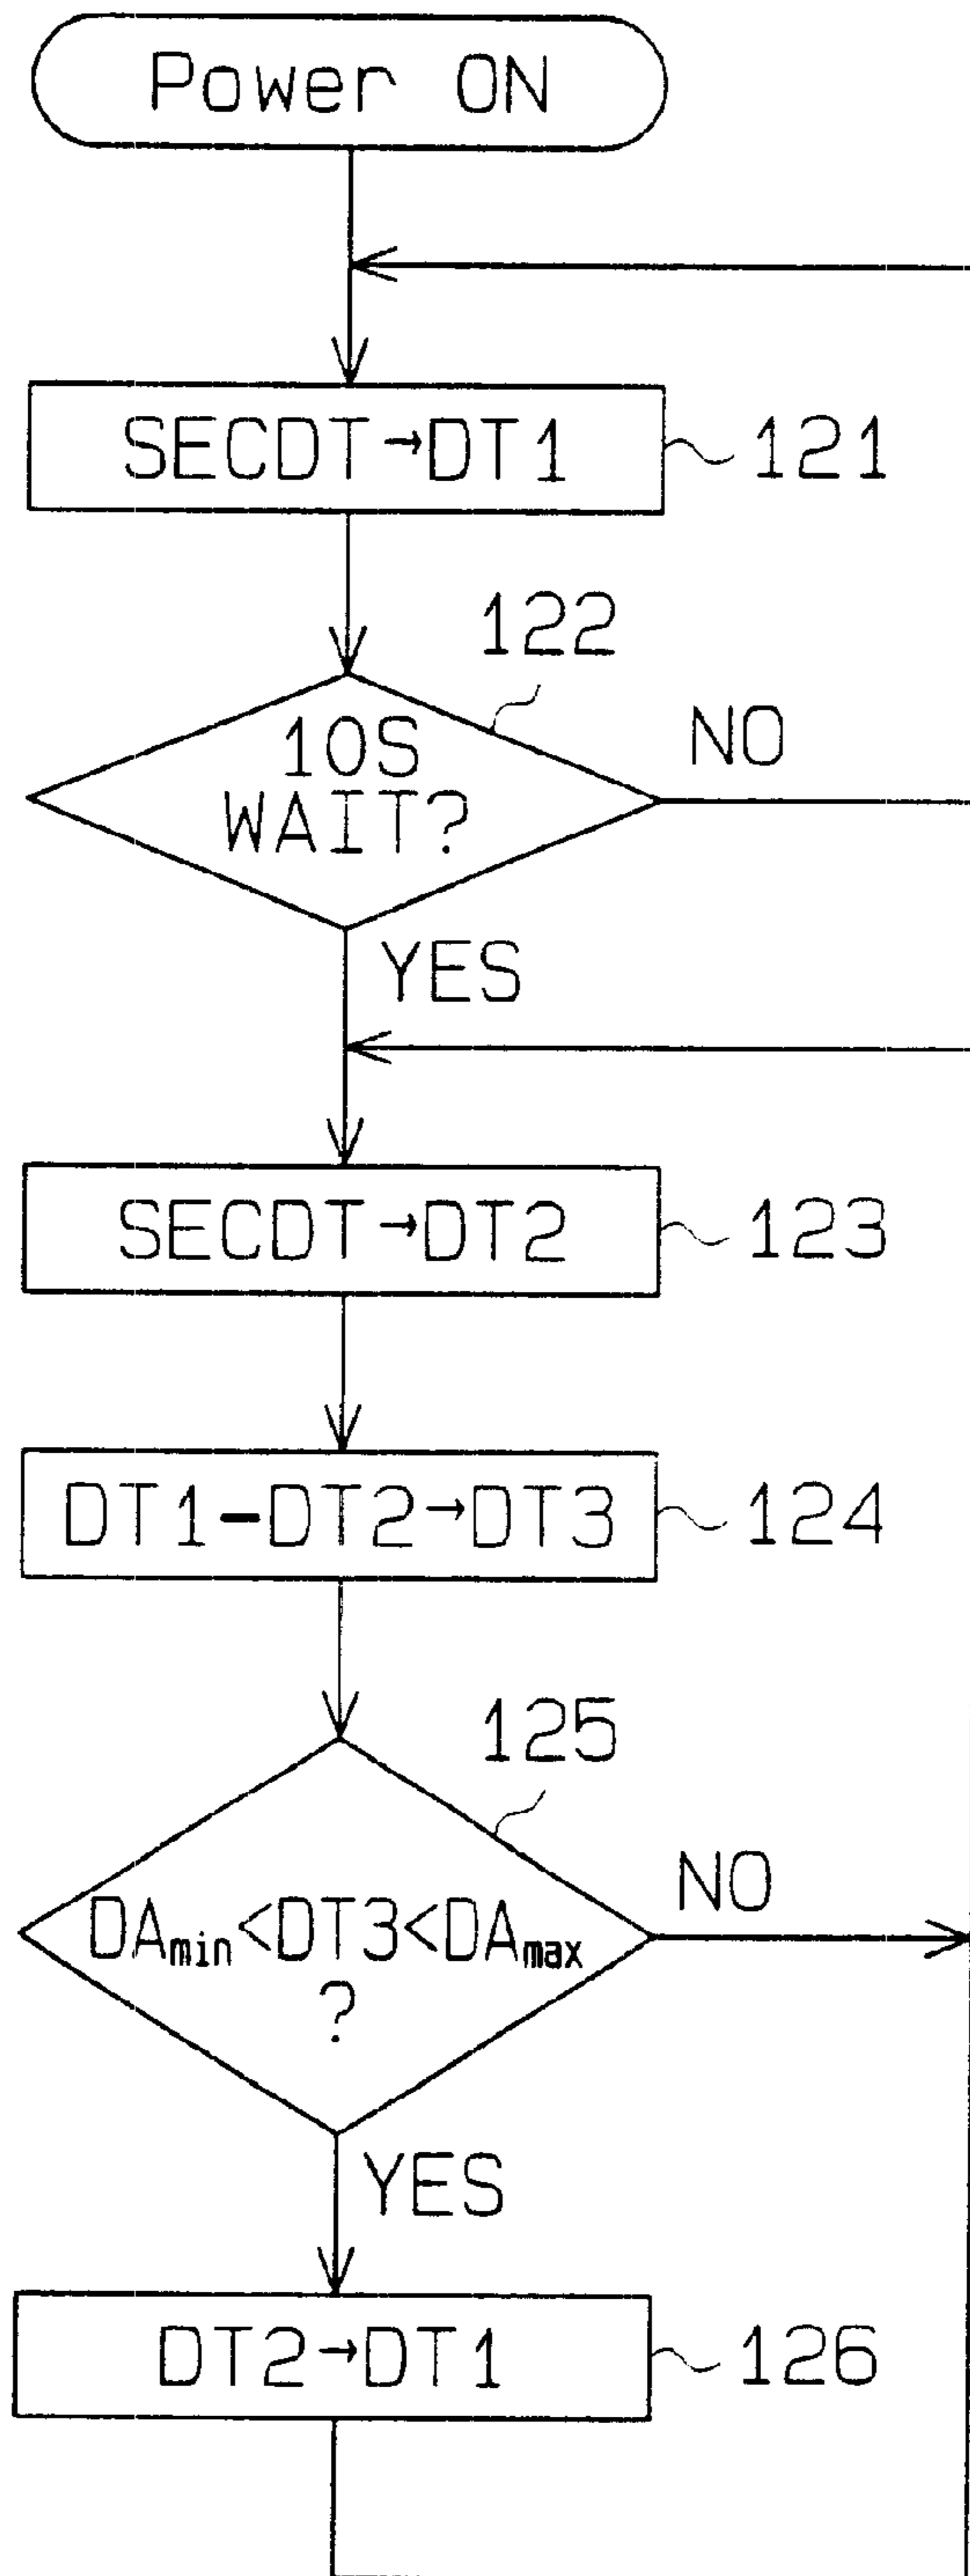 Power ON
SECDT→DT1
121
122
10S
WAIT?
NO
YES
SECDT→DT2
123
DT1-DT2→DT3
124
125
NO
DAmin<DT3<DAmax
?
YES
DT2→DT1
126